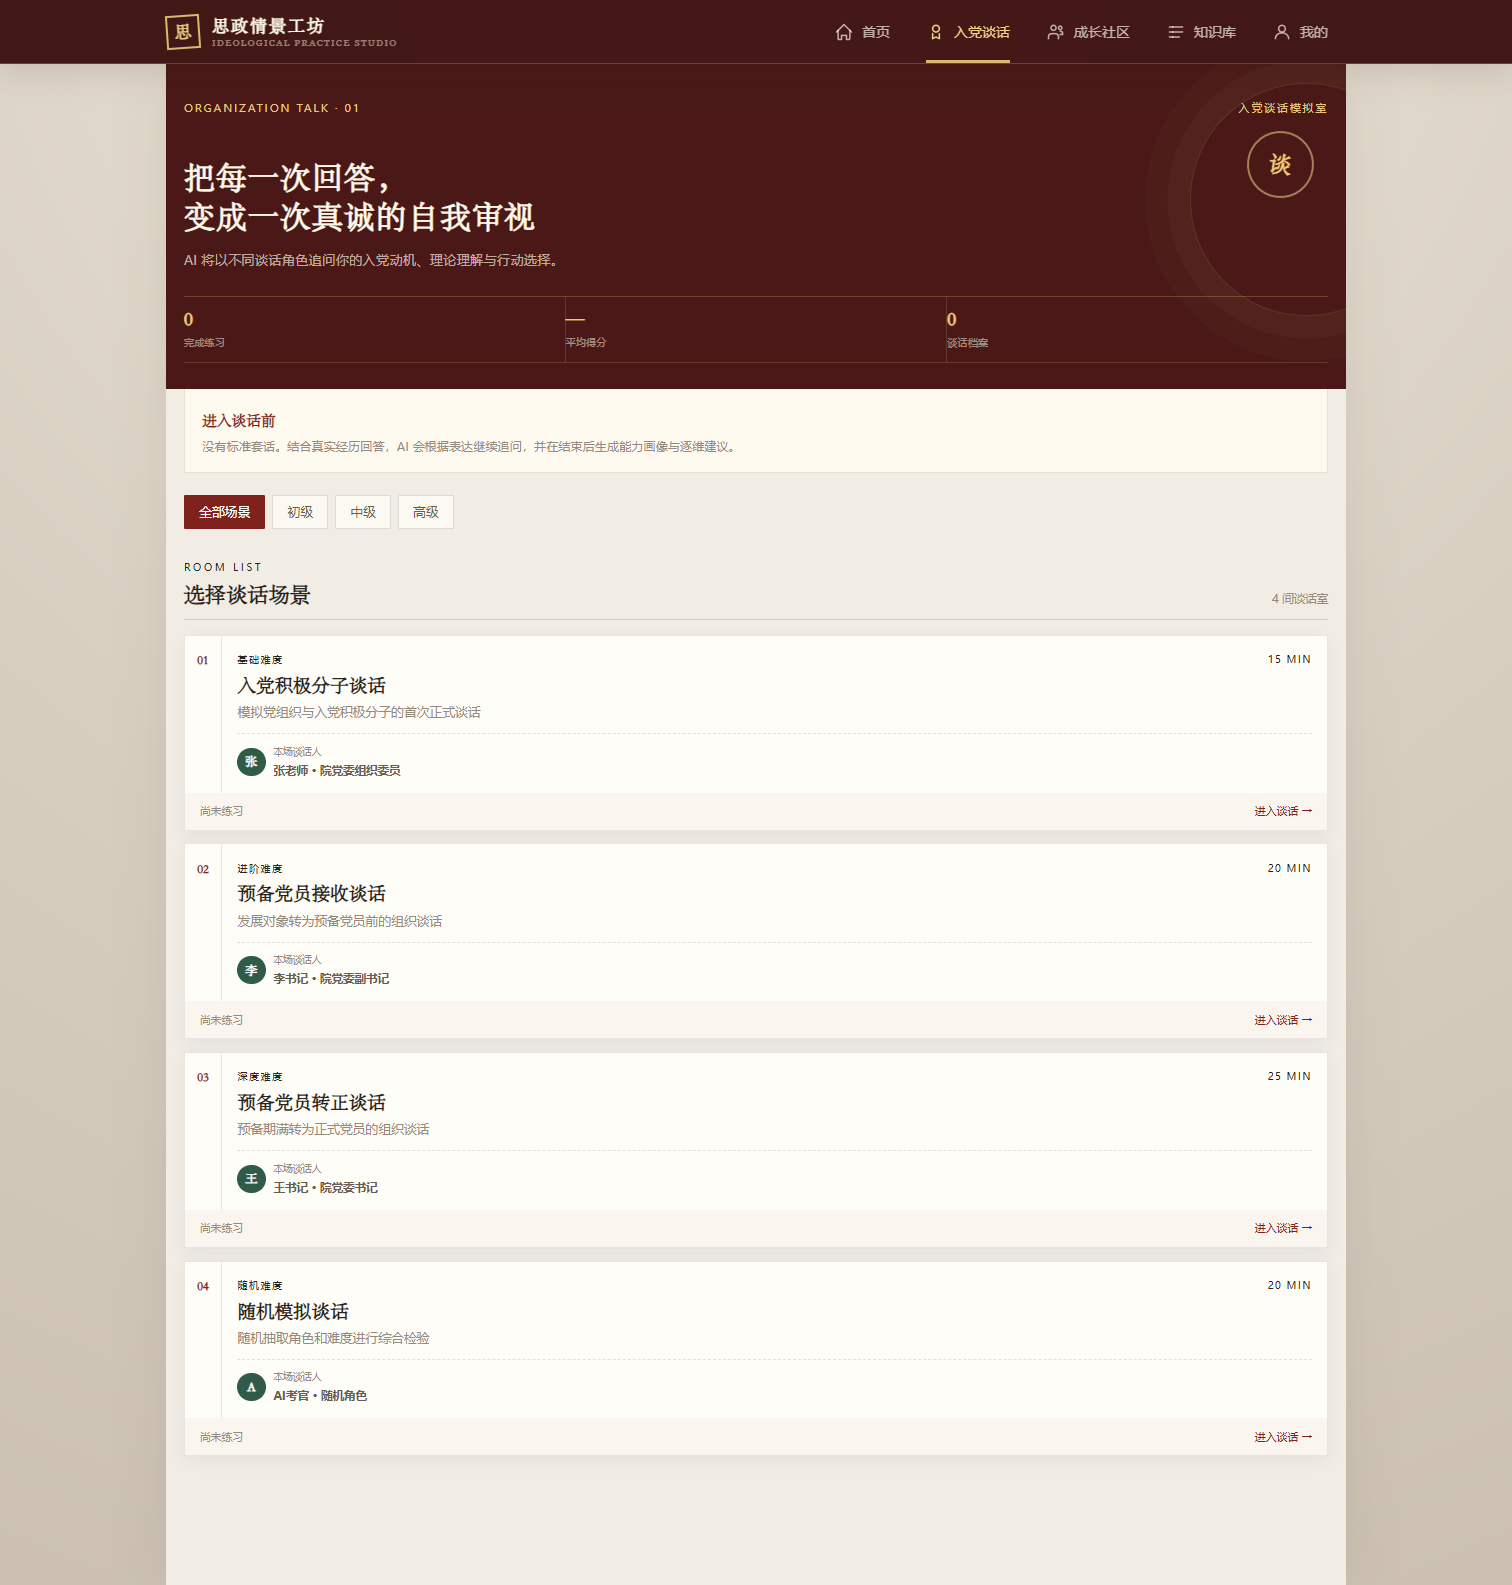 思
思政情景工坊
IDEOLOGICAL PRACTICE STUDIO
首页
入党谈话
成长社区
知识库
我的
ORGANIZATION TALK · 01
入党谈话模拟室
谈
把每一次回答，
变成一次真诚的自我审视
AI 将以不同谈话角色追问你的入党动机、理论理解与行动选择。
0
完成练习
—
平均得分
0
谈话档案
进入谈话前
没有标准套话。结合真实经历回答，AI 会根据表达继续追问，并在结束后生成能力画像与逐维建议。
全部场景
初级
中级
高级
ROOM LIST
选择谈话场景
4 间谈话室
01
基础难度
15 MIN
入党积极分子谈话
模拟党组织与入党积极分子的首次正式谈话
张
本场谈话人
张老师 • 院党委组织委员
尚未练习
进入谈话 →
02
进阶难度
20 MIN
预备党员接收谈话
发展对象转为预备党员前的组织谈话
李
本场谈话人
李书记 • 院党委副书记
尚未练习
进入谈话 →
03
深度难度
25 MIN
预备党员转正谈话
预备期满转为正式党员的组织谈话
王
本场谈话人
王书记 • 院党委书记
尚未练习
进入谈话 →
04
随机难度
20 MIN
随机模拟谈话
随机抽取角色和难度进行综合检验
A
本场谈话人
AI考官 • 随机角色
尚未练习
进入谈话 →